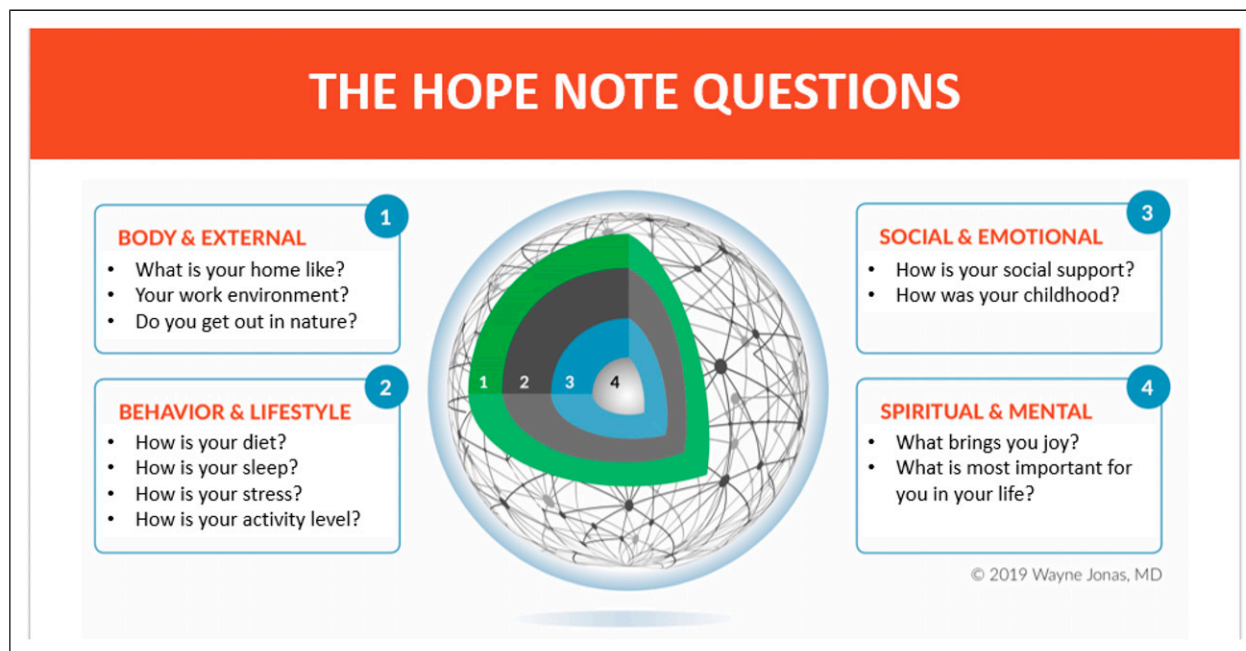 THE HOPE NOTE QUESTIONS
1
BODY & EXTERNAL
• What is your home like?
• Your work environment?
• Do you get out in nature?
2
BEHAVIOR & LIFESTYLE
• How is your diet?
• How is your sleep?
• How is your stress?
• How is your activity level?
1 2 3 4
3
SOCIAL & EMOTIONAL
• How is your social support?
• How was your childhood?
4
SPIRITUAL & MENTAL
• What brings you joy?
• What is most important for
you in your life?
© 2019 Wayne Jonas, MD